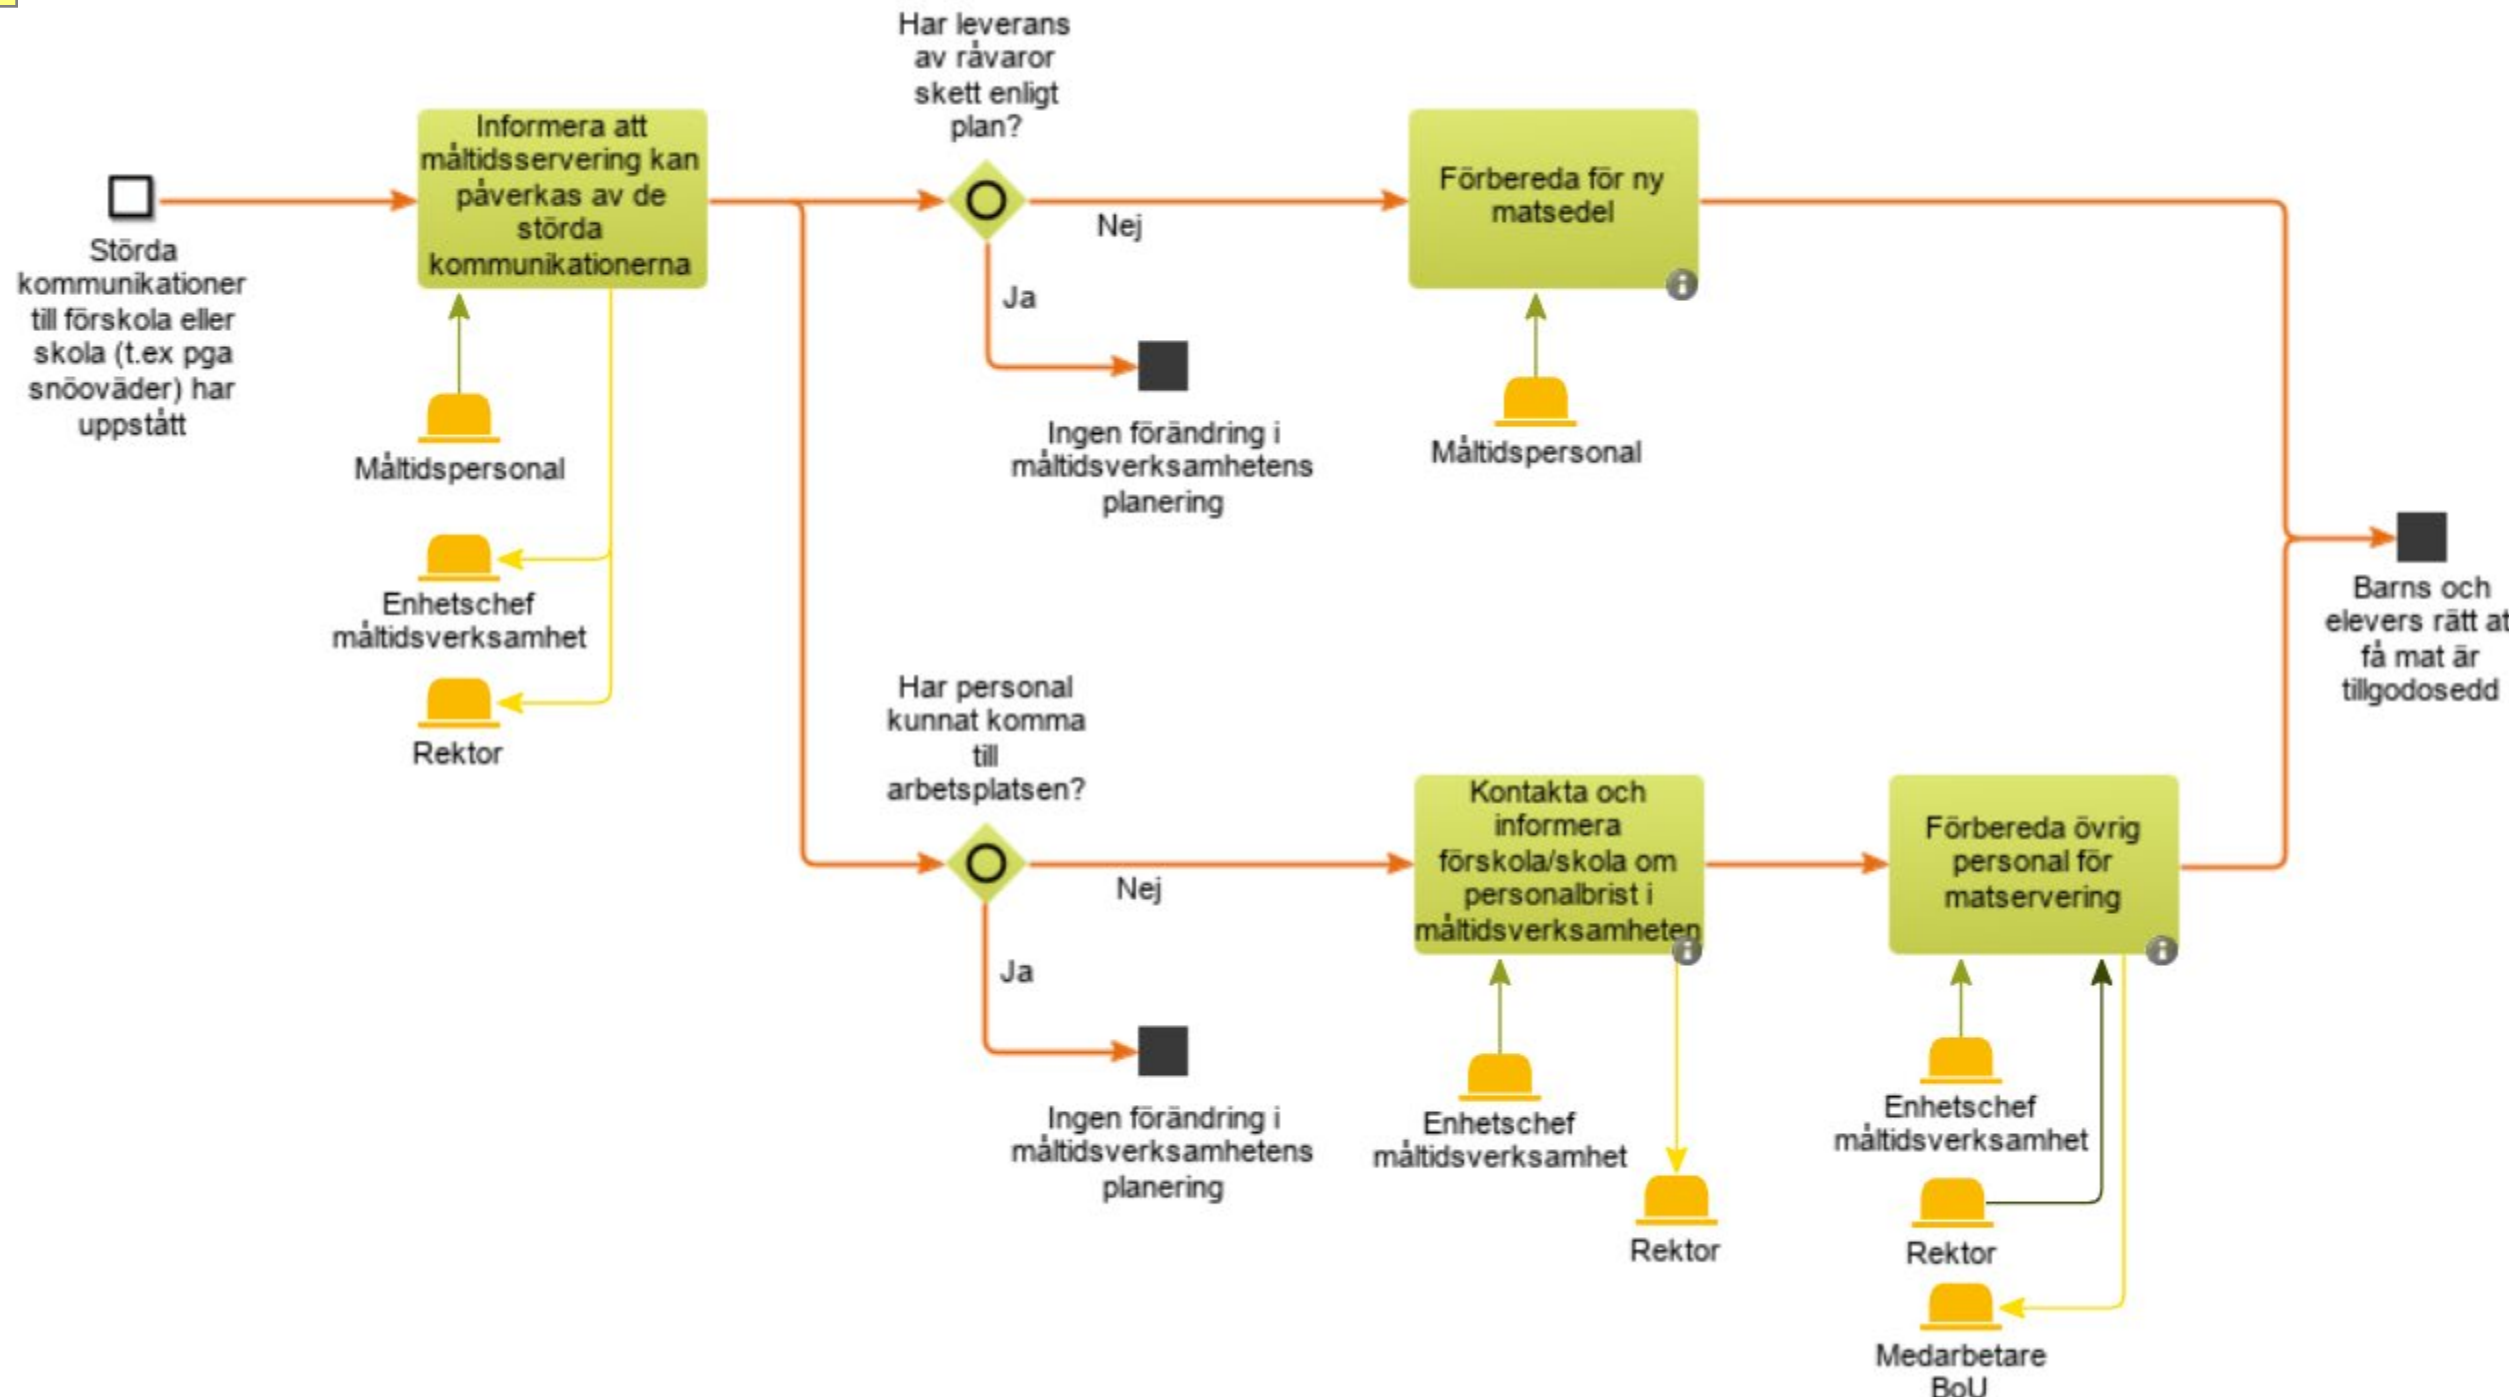 Störda
kommunikationer
till förskola eller
skola (t.ex pga
snöoväder) har
uppstått
Informera att
måltidsservering kan
påverkas av de
störda
kommunikationerna
Måltidspersonal
Enhetschef
måltidsverksamhet
Rektor
Har leverans
av råvaror
skett enligt
plan?
Nej
Ja
Ingen förändring i
måltidsverksamhetens
planering
Förbereda för ny
matsedel
Måltidspersonal
Har personal
kunnat komma
till
arbetsplatsen?
Nej
Ja
Ingen förändring i
måltidsverksamhetens
planering
Kontakta och
informera
förskola/skola om
personalbrist i
måltidsverksamheten
Enhetschef
måltidsverksamhet
Rektor
Förbereda övrig
personal för
matservering
Enhetschef
måltidsverksamhet
Rektor
Medarbetare
BoU
Barns och
elevers rätt at
få mat är
tillgodosedd